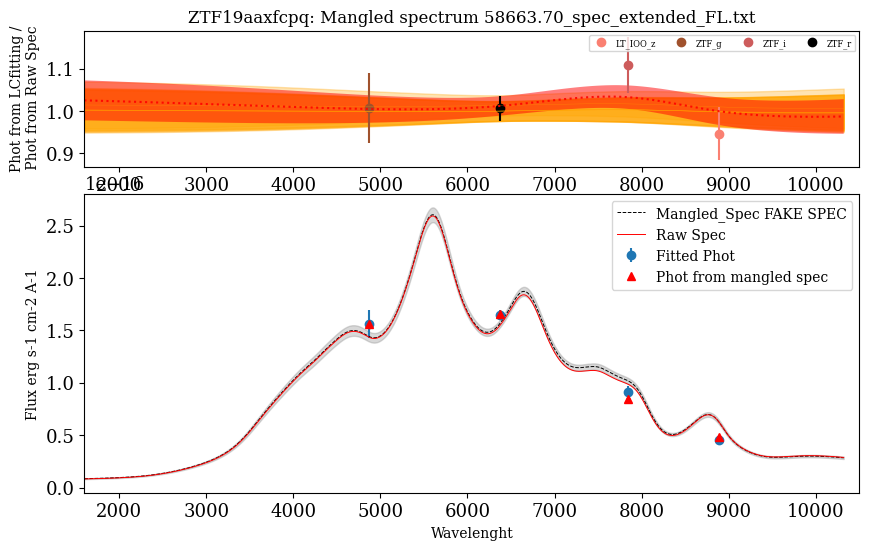 ZTF19aaxfcpq: Mangled spectrum 58663.70_spec_extended_FL.txt
Phot from LCfitting /
Phot from Raw Spec
1.1
1.0
0.9
LT_IOO_z ZTF_g ZTF_i ZTF_r
2000 3000 4000 5000 6000 7000 8000 9000 10000
1e−16
Flux erg s-1 cm-2 A-1
2.5
2.0
1.5
1.0
0.5
0.0
Mangled_Spec FAKE SPEC
Raw Spec
Fitted Phot
Phot from mangled spec
2000 3000 4000 5000 6000 7000 8000 9000 10000
Wavelenght